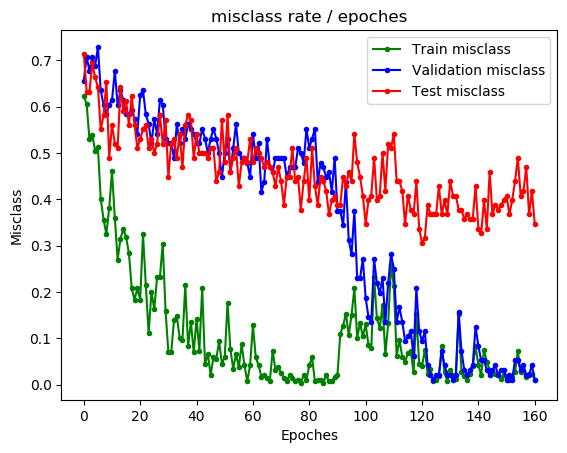 misclass rate / epoches
Train misclass
Validation misclass
Test misclass
Misclass
0.7
0.6
0.5
0.4
0.3
0.2
0.1
0.0
0 20 40 60 80 100 120 140 160
Epoches